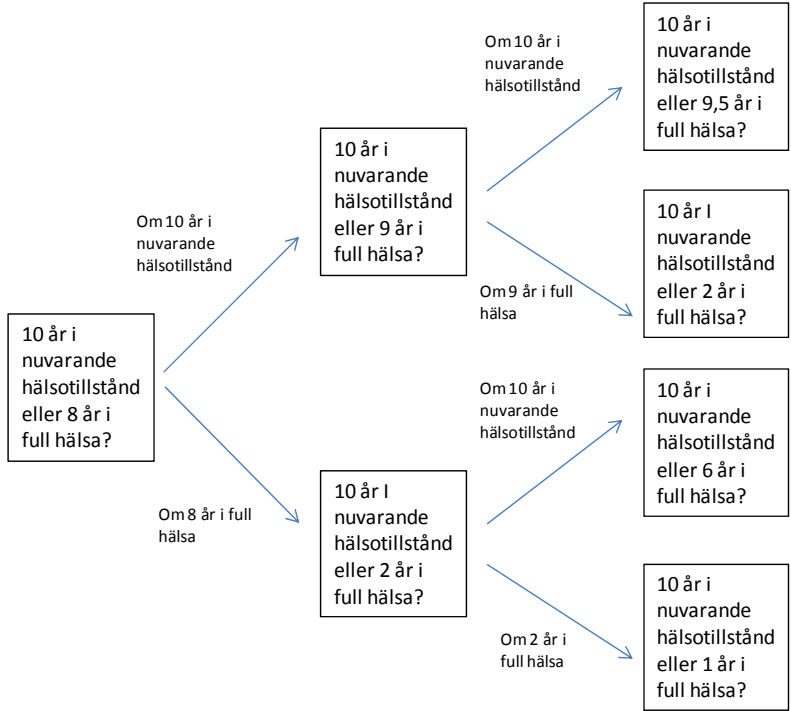 10 år i
nuvarande
hälsotillstånd
eller 8 år i
full hälsa?
Om 10 år i
nuvarande
hälsotillstånd
Om 8 år i full
hälsa
10 år i
nuvarande
hälsotillstånd
eller 9 år i
full hälsa?
10 år I
nuvarande
hälsotillstånd
eller 2 år i
full hälsa?
Om 10 år i
nuvarande
hälsotillstånd
Om 9 år i full
hälsa
Om 10 år i
nuvarande
hälsotillstånd
Om 2 år i
full hälsa
10 år i
nuvarande
hälsotillstånd
eller 9,5 år i
full hälsa?
10 år I
nuvarande
hälsotillstånd
eller 2 år i
full hälsa?
10 år i
nuvarande
hälsotillstånd
eller 6 år i
full hälsa?
10 år i
nuvarande
hälsotillstånd
eller 1 år i
full hälsa?